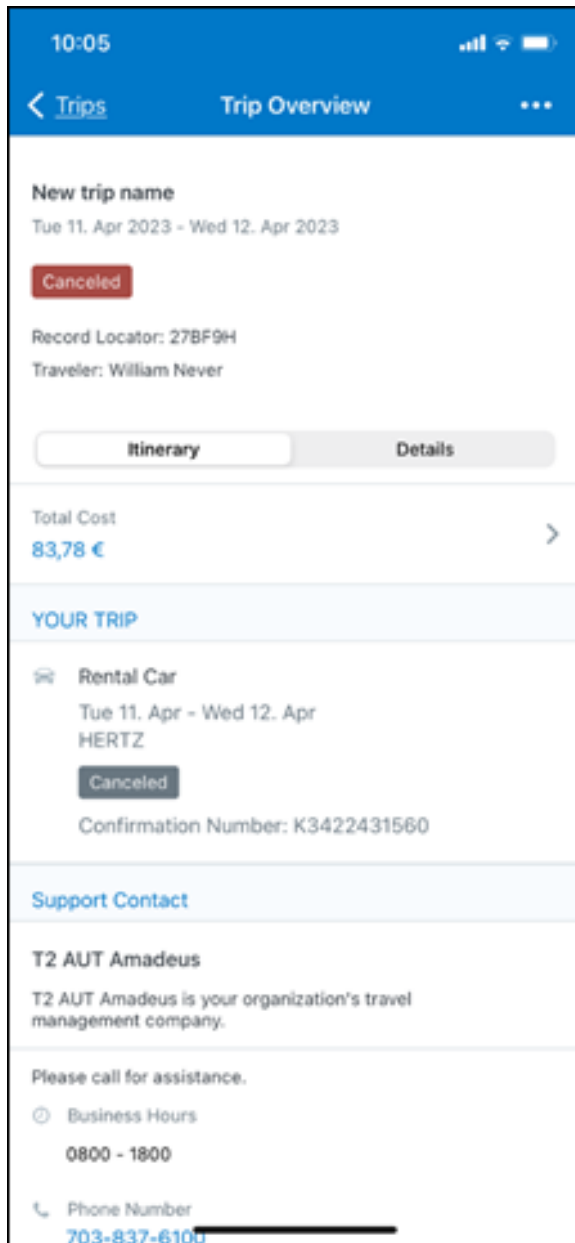 10:05
Trips
Trip Overview
New trip name
Tue 11. Apr 2023 - Wed 12. Apr 2023
Canceled
Record Locator: 27BF9H
Traveler: William Never
Itinerary
Details
Total Cost
83,78 €
YOUR TRIP
Rental Car
Tue 11. Apr - Wed 12. Apr
HERTZ
Canceled
Confirmation Number: K3422431560
Support Contact
T2 AUT Amadeus
T2 AUT Amadeus is your organization's travel
management company.
Please call for assistance.
Business Hours
0800 - 1800
Phone Number
703-837-6100